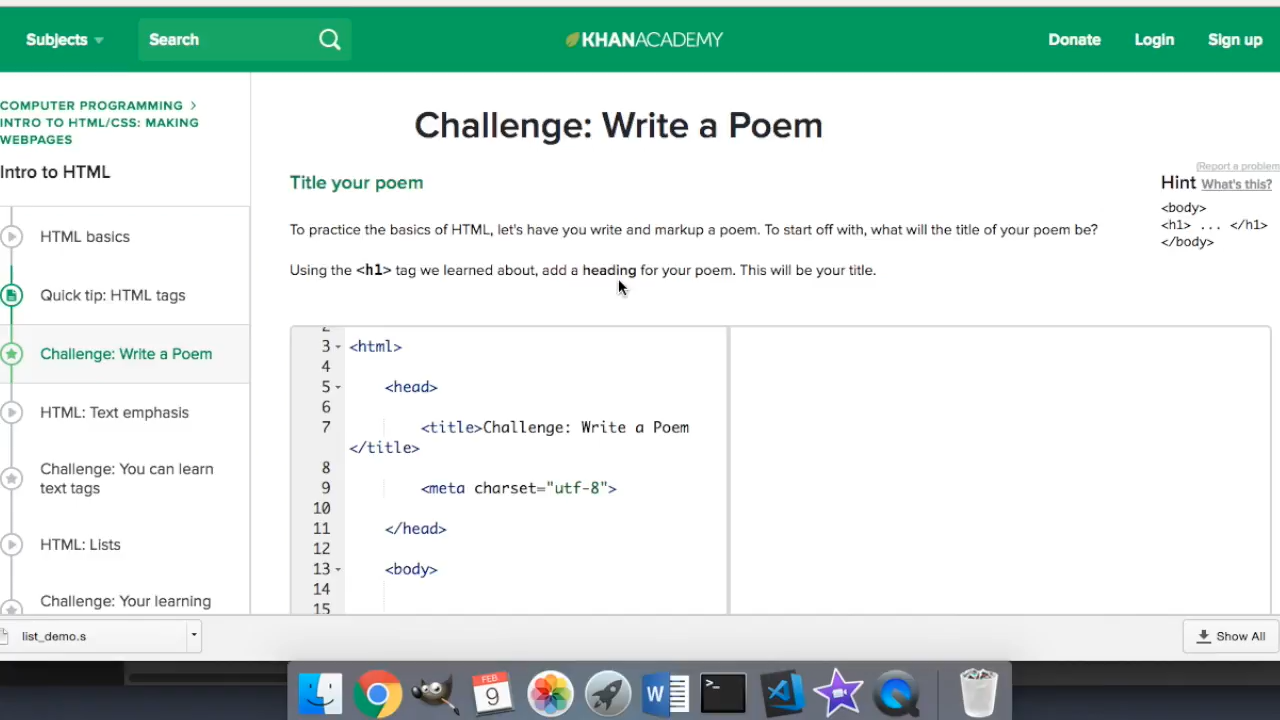 Subjects
Search
KHANACADEMY
Donate
Login
Sign up
COMPUTER PROGRAMMING >
INTRO TO HTML/CSS: MAKING
WEBPAGES
Intro to HTML
HTML basics
Quick tip: HTML tags
Challenge: Write a Poem
HTML: Text emphasis
Challenge: You can learn
text tags
HTML: Lists
Challenge: Your learning
Challenge: Write a Poem
(Report a problem
Title your poem
To practice the basics of HTML, let's have you write and markup a poem. To start off with, what will the title of your poem be?
Using the <h1> tag we learned about, add a heading for your poem. This will be your title.
Hint What's this?
<body>
<h1> ... </h1>
</body>
3 <html>
4
5 <head>
6
7 <title>Challenge: Write a Poem
</title>
8
9 <meta charset="utf-8">
10
11 </head>
12
13 <body>
14
15
list_demo.s
Show All
FEB
9
W
>_